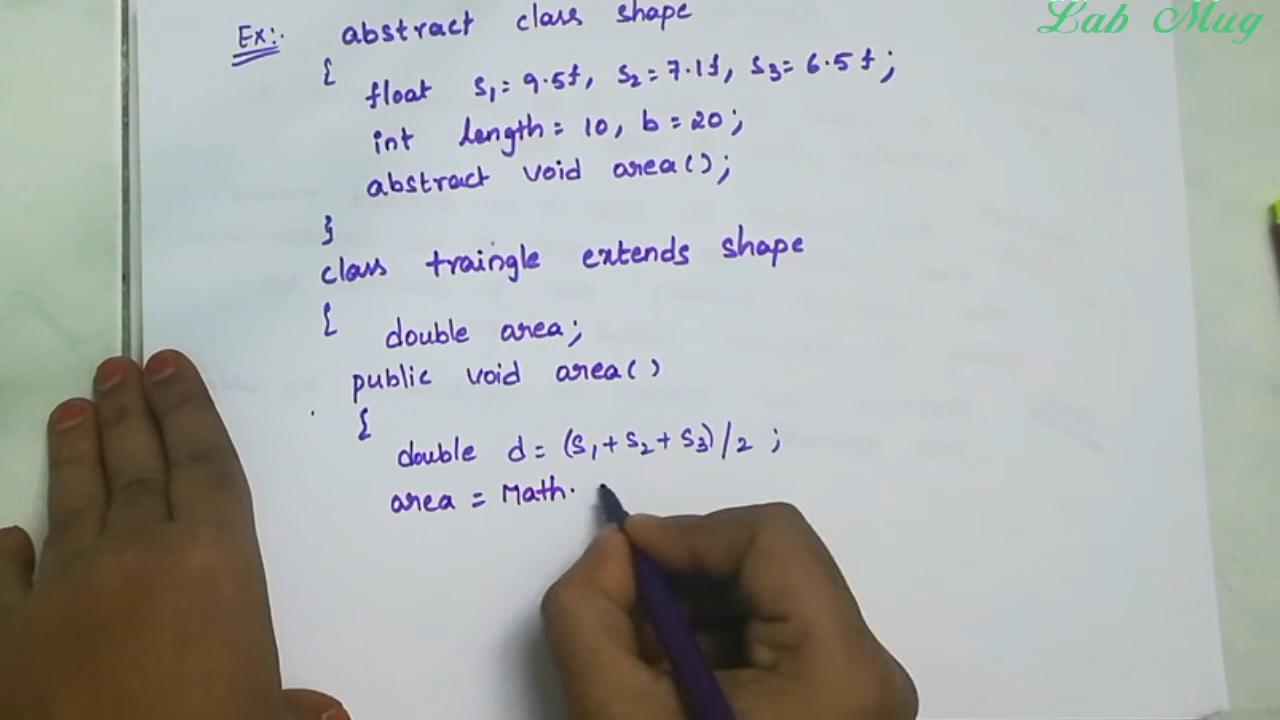 Lab Mug
Ex:. abstract class shape
{
float s1 = 9.5f, s2 = 7.1f, s3 = 6.5f;
int length = 10, b = 20;
abstract void area();
}
class traingle extends shape
{ double area;
public void area()
{
double d = (s1 + s2 + s3)/2 ;
area = Math.